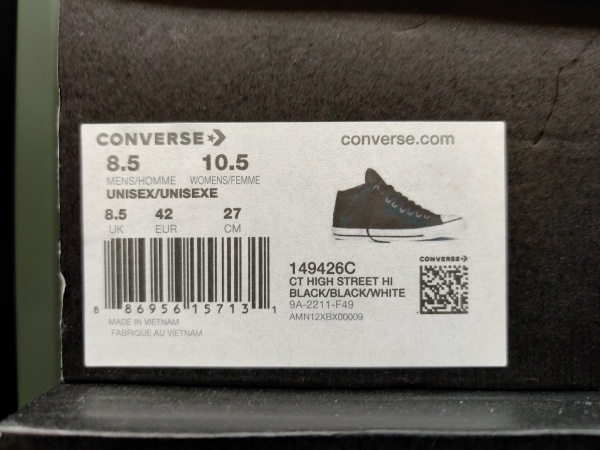 CONVERSE
converse.com
8.5 10.5
MENS/HOMME WOMENS/FEMME
UNISEX/UNISEXE
8.5 42 27
UK EUR CM
149426C
CT HIGH STREET HI
BLACK/BLACK/WHITE
9A-2211-F49
AMN12XBX00009
CONVERSE
8 86956 15713 1
MADE IN VIETNAM
FABRIQUE AU VIETNAM